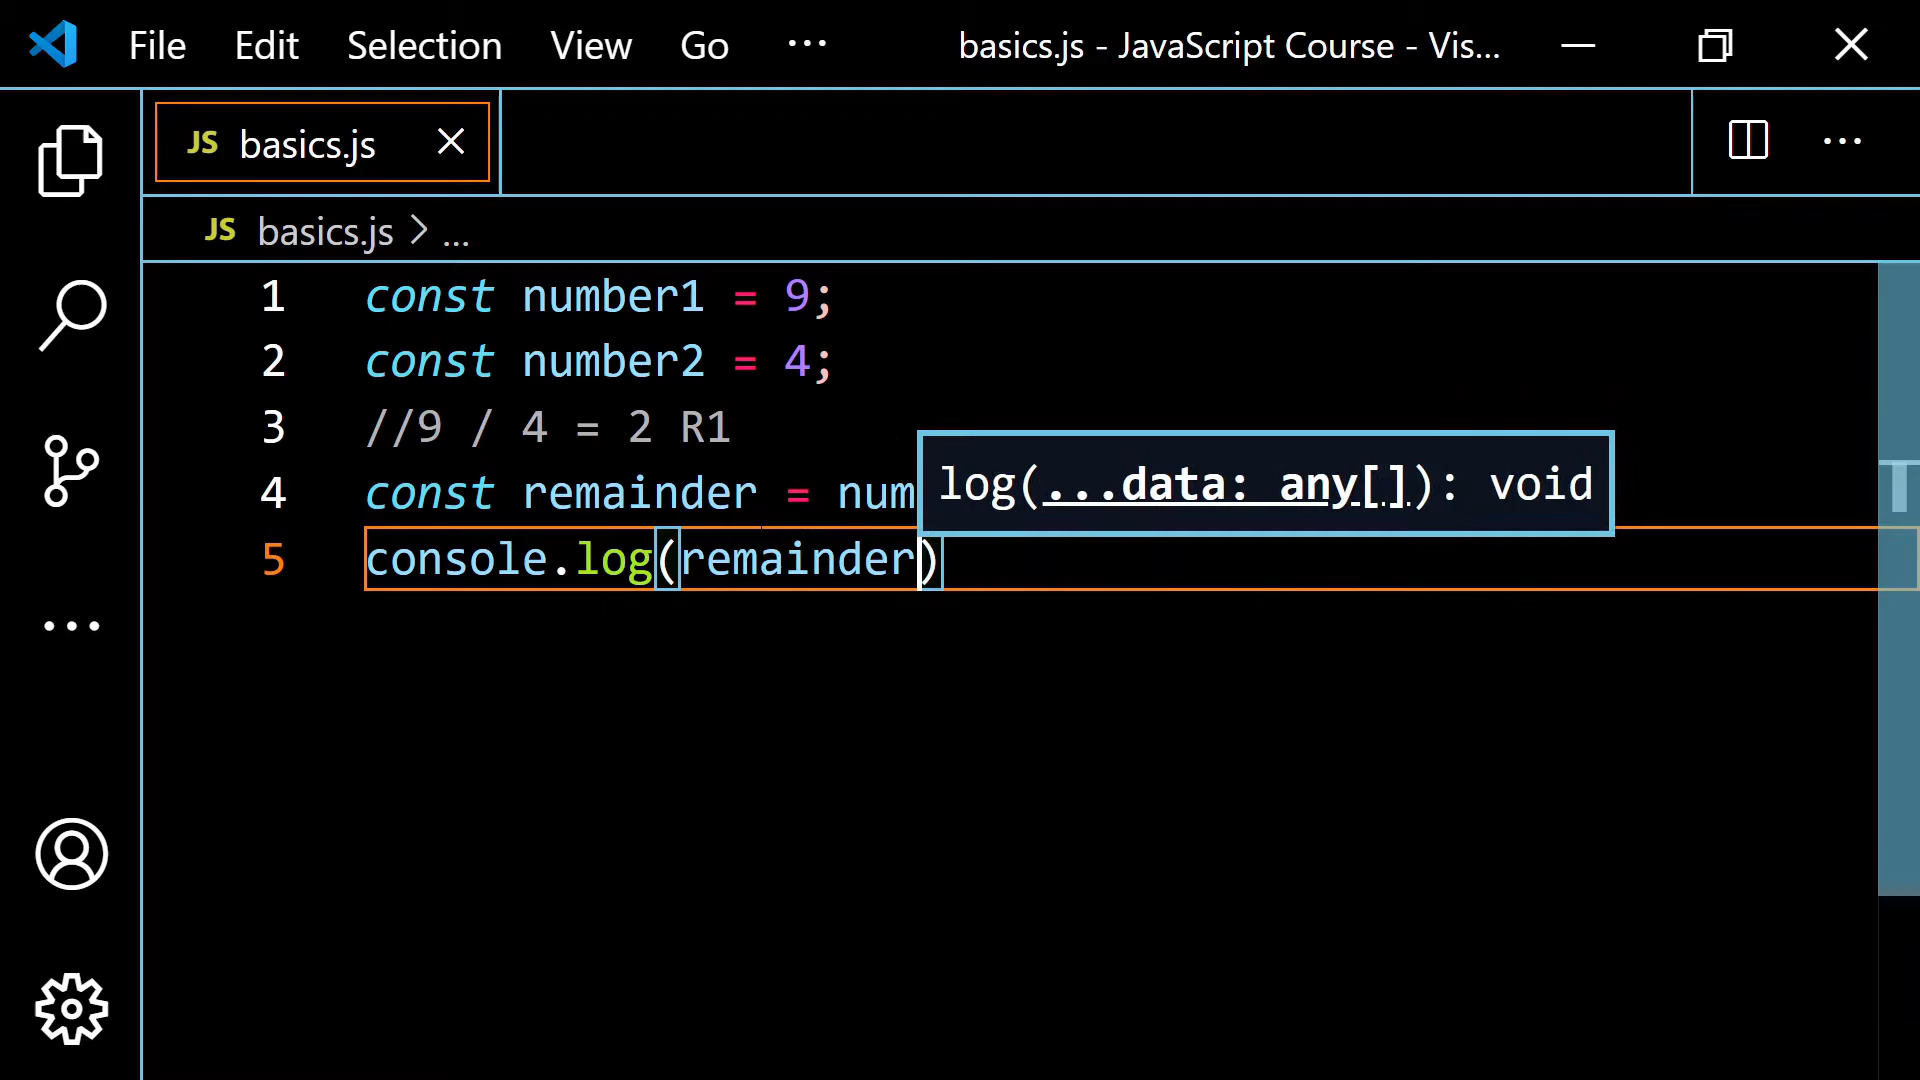 File Edit Selection View Go ··· basics.js - JavaScript Course - Vis...
JS basics.js
JS basics.js > ...
1 const number1 = 9;
2 const number2 = 4;
3 //9 / 4 = 2 R1
4 const remainder = num
log(...data: any[]): void
5 console.log(remainder)